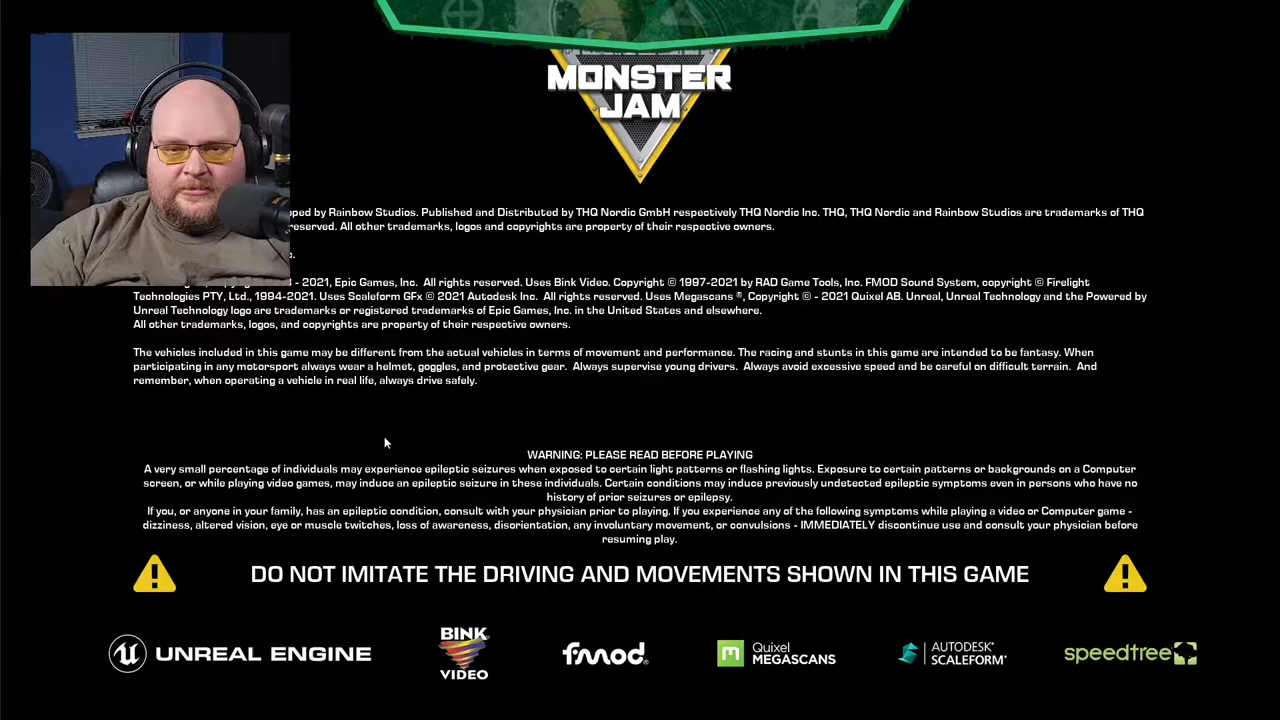 MONSTER
JAM
ped by Rainbow Studios. Published and Distributed by THQ Nordic GmbH respectively THQ Nordic Inc. THQ, THQ Nordic and Rainbow Studios are trademarks of THQ
reserved. All other trademarks, logos and copyrights are property of their respective owners.
- 2021, Epic Games, Inc. All rights reserved. Uses Bink Video. Copyright © 1997-2021 by RAD Game Tools, Inc. FMOD Sound System, copyright © Firelight
Technologies PTY, Ltd., 1994-2021. Uses Scaleform GFx © 2021 Autodesk Inc. All rights reserved. Uses Megascans ®, Copyright © - 2021 Quixel AB. Unreal, Unreal Technology and the Powered by
Unreal Technology logo are trademarks or registered trademarks of Epic Games, Inc. in the United States and elsewhere.
All other trademarks, logos, and copyrights are property of their respective owners.
The vehicles included in this game may be different from the actual vehicles in terms of movement and performance. The racing and stunts in this game are intended to be fantasy. When
participating in any motorsport always wear a helmet, goggles, and protective gear. Always supervise young drivers. Always avoid excessive speed and be careful on difficult terrain. And
remember, when operating a vehicle in real life, always drive safely.
WARNING: PLEASE READ BEFORE PLAYING
A very small percentage of individuals may experience epileptic seizures when exposed to certain light patterns or flashing lights. Exposure to certain patterns or backgrounds on a Computer
screen, or while playing video games, may induce an epileptic seizure in these individuals. Certain conditions may induce previously undetected epileptic symptoms even in persons who have no
history of prior seizures or epilepsy.
If you, or anyone in your family, has an epileptic condition, consult with your physician prior to playing. If you experience any of the following symptoms while playing a video or Computer game -
dizziness, altered vision, eye or muscle twitches, loss of awareness, disorientation, any involuntary movement, or convulsions - IMMEDIATELY discontinue use and consult your physician before
resuming play.
DO NOT IMITATE THE DRIVING AND MOVEMENTS SHOWN IN THIS GAME
UNREAL ENGINE
BINK
VIDEO
fmod®
Quixel
MEGASCANS
AUTODESK®
SCALEFORM®
speedtree